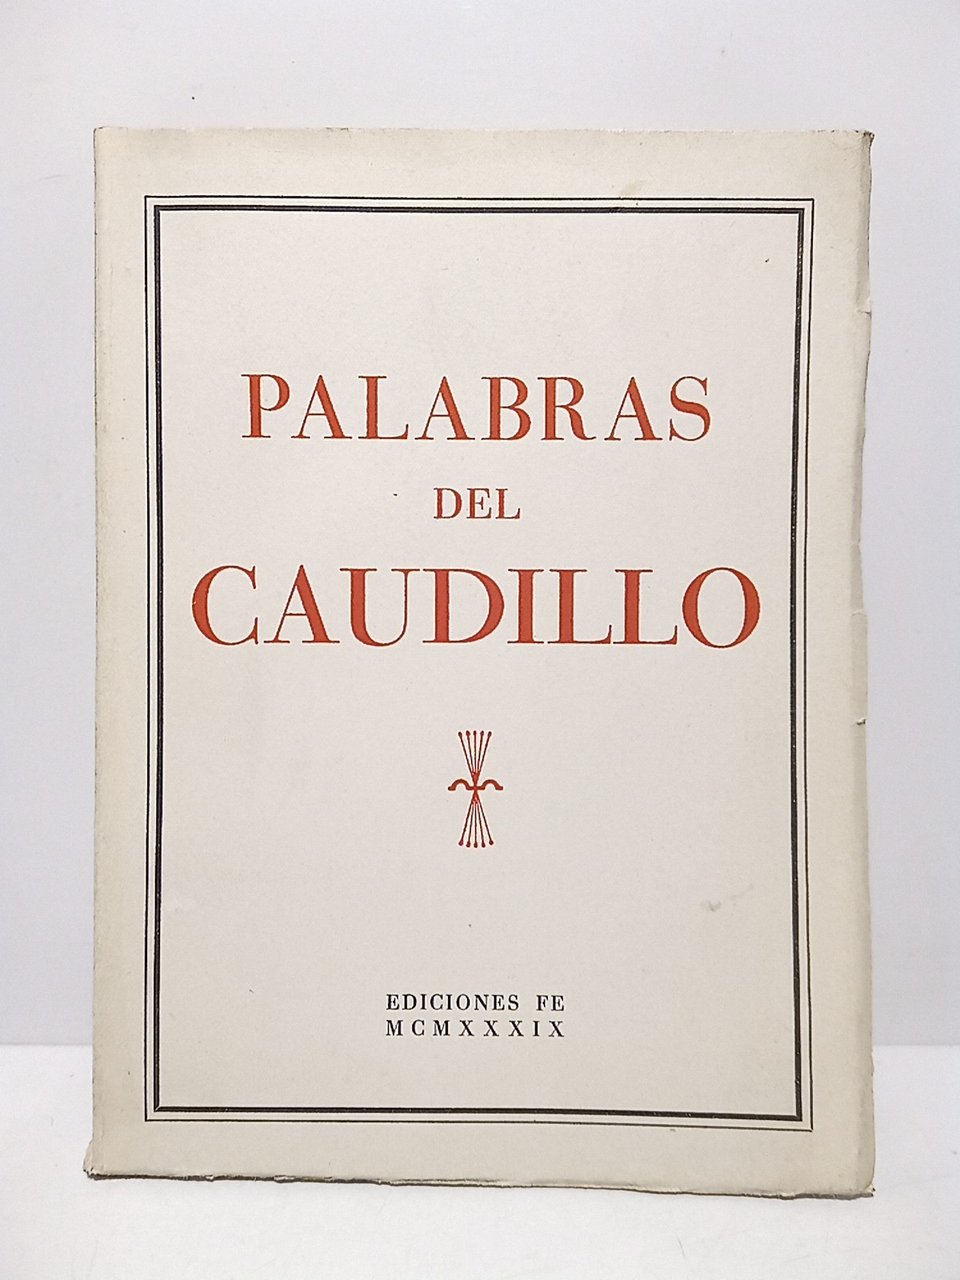 PALABRAS
DEL
CAUDILLO
EDICIONES FE
MCMXXXIX